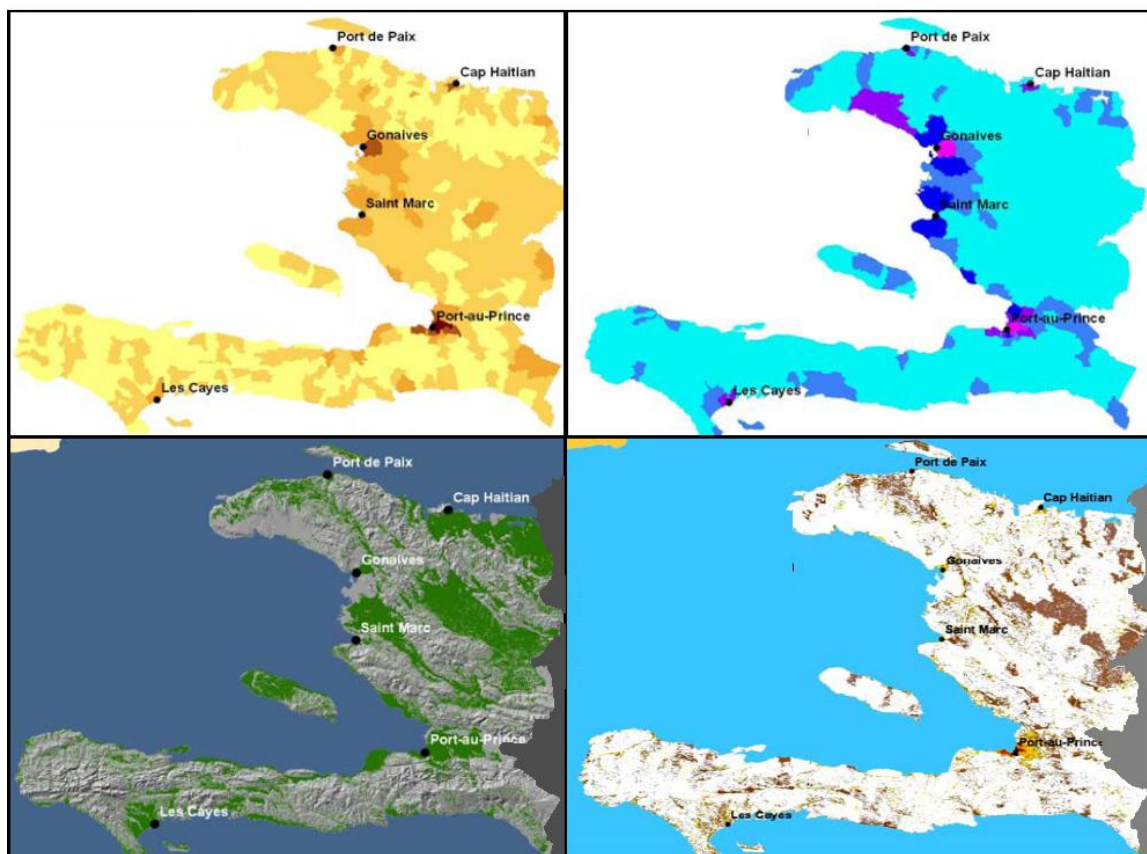 Port de Paix
Cap Haitian
Gonaives
Saint Marc
Port-au-Prince
Les Cayes
Port de Paix
Cap Haitian
Gonaives
Saint Marc
Port-au-Prince
Les Cayes
Port de Paix
Cap Haitian
Gonaives
Saint Marc
Port-au-Prince
Les Cayes
Port de Paix
Cap Haitian
Gonaives
Saint Marc
Port-au-Prince
Les Cayes